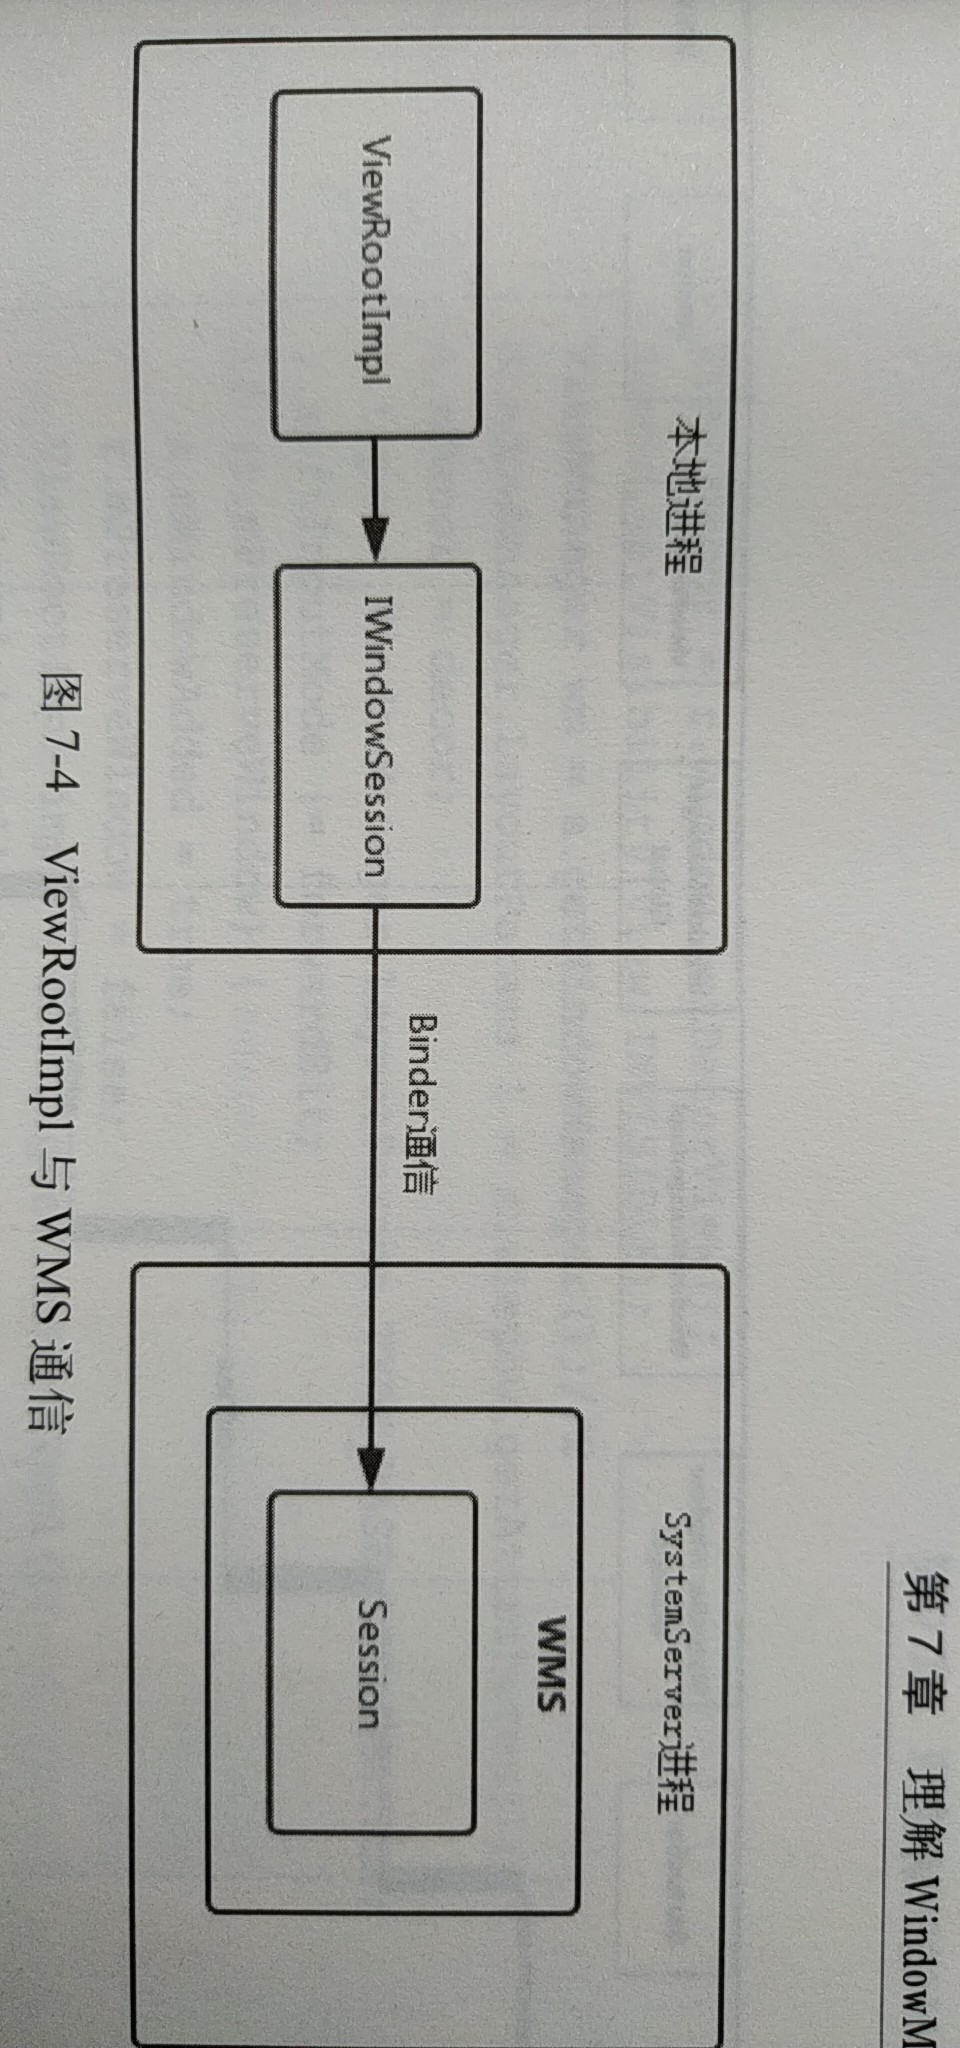 第 7 章 理解 WindowM
本地进程
ViewRootImpl
IWindowSession
Binder通信
SystemServer进程
WMS
Session
图 7-4 ViewRootImpl 与 WMS 通信